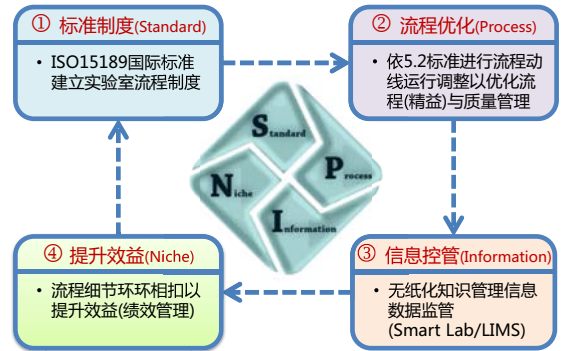 ① 标准制度(Standard)
• ISO15189国际标准
建立实验室流程制度
② 流程优化(Process)
• 依5.2标准进行流程动
线运行调整以优化流
程(精益)与质量管理
Standard
Process
Niche
Information
④ 提升效益(Niche)
• 流程细节环环相扣以
提升效益(绩效管理)
③ 信息控管(Information)
• 无纸化知识管理信息
数据监管
(Smart Lab/LIMS)